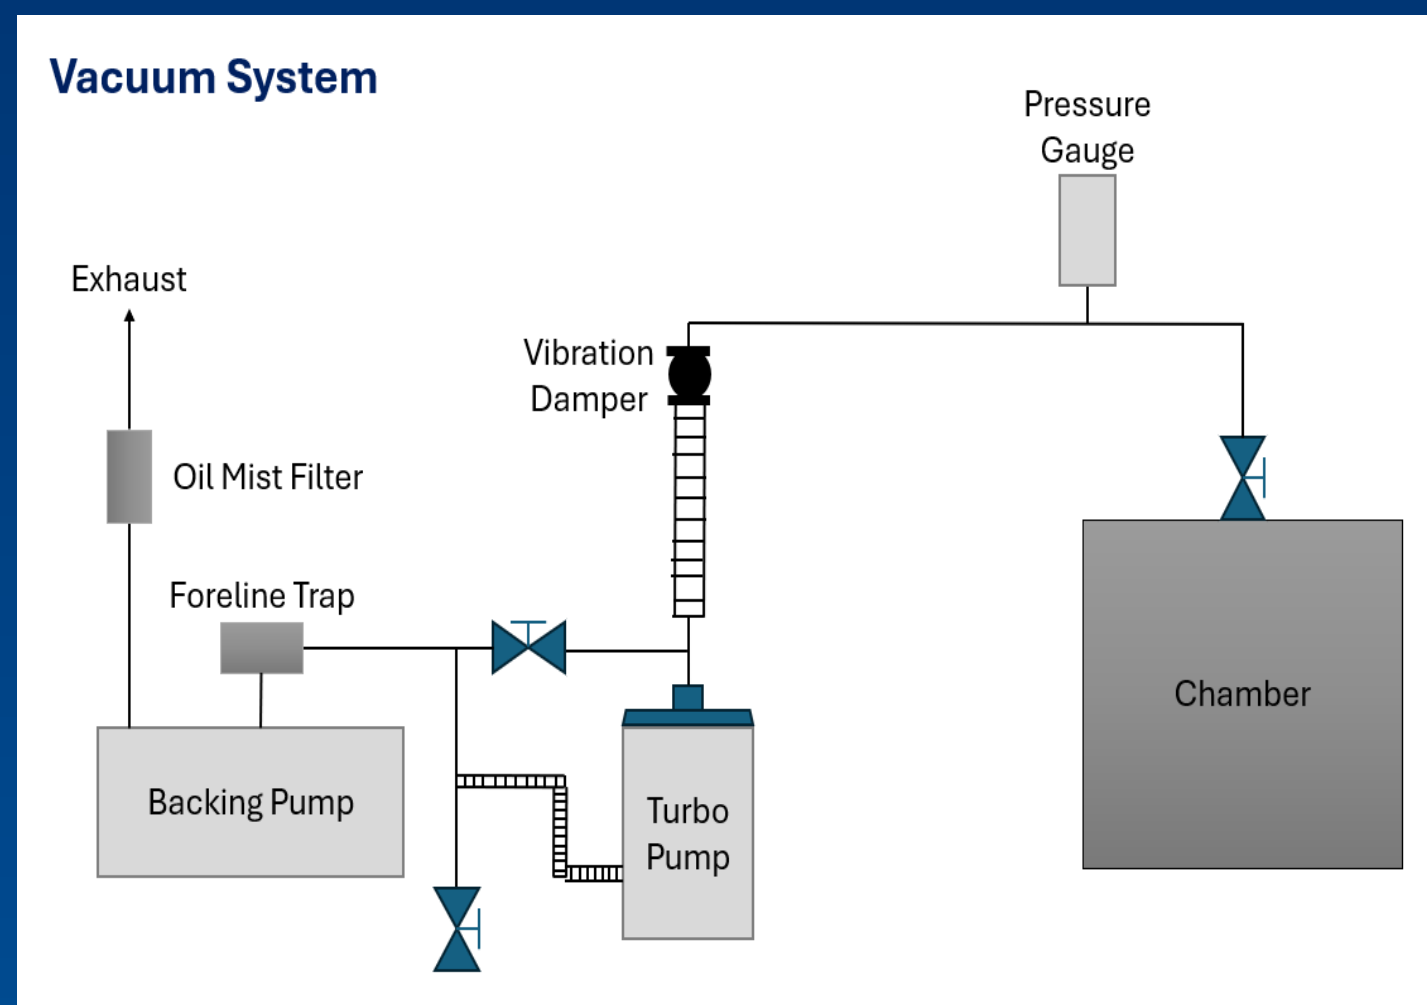 Vacuum System
Pressure
Gauge
Exhaust
Vibration
Damper
Oil Mist Filter
Foreline Trap
Chamber
Backing Pump
Turbo
Pump